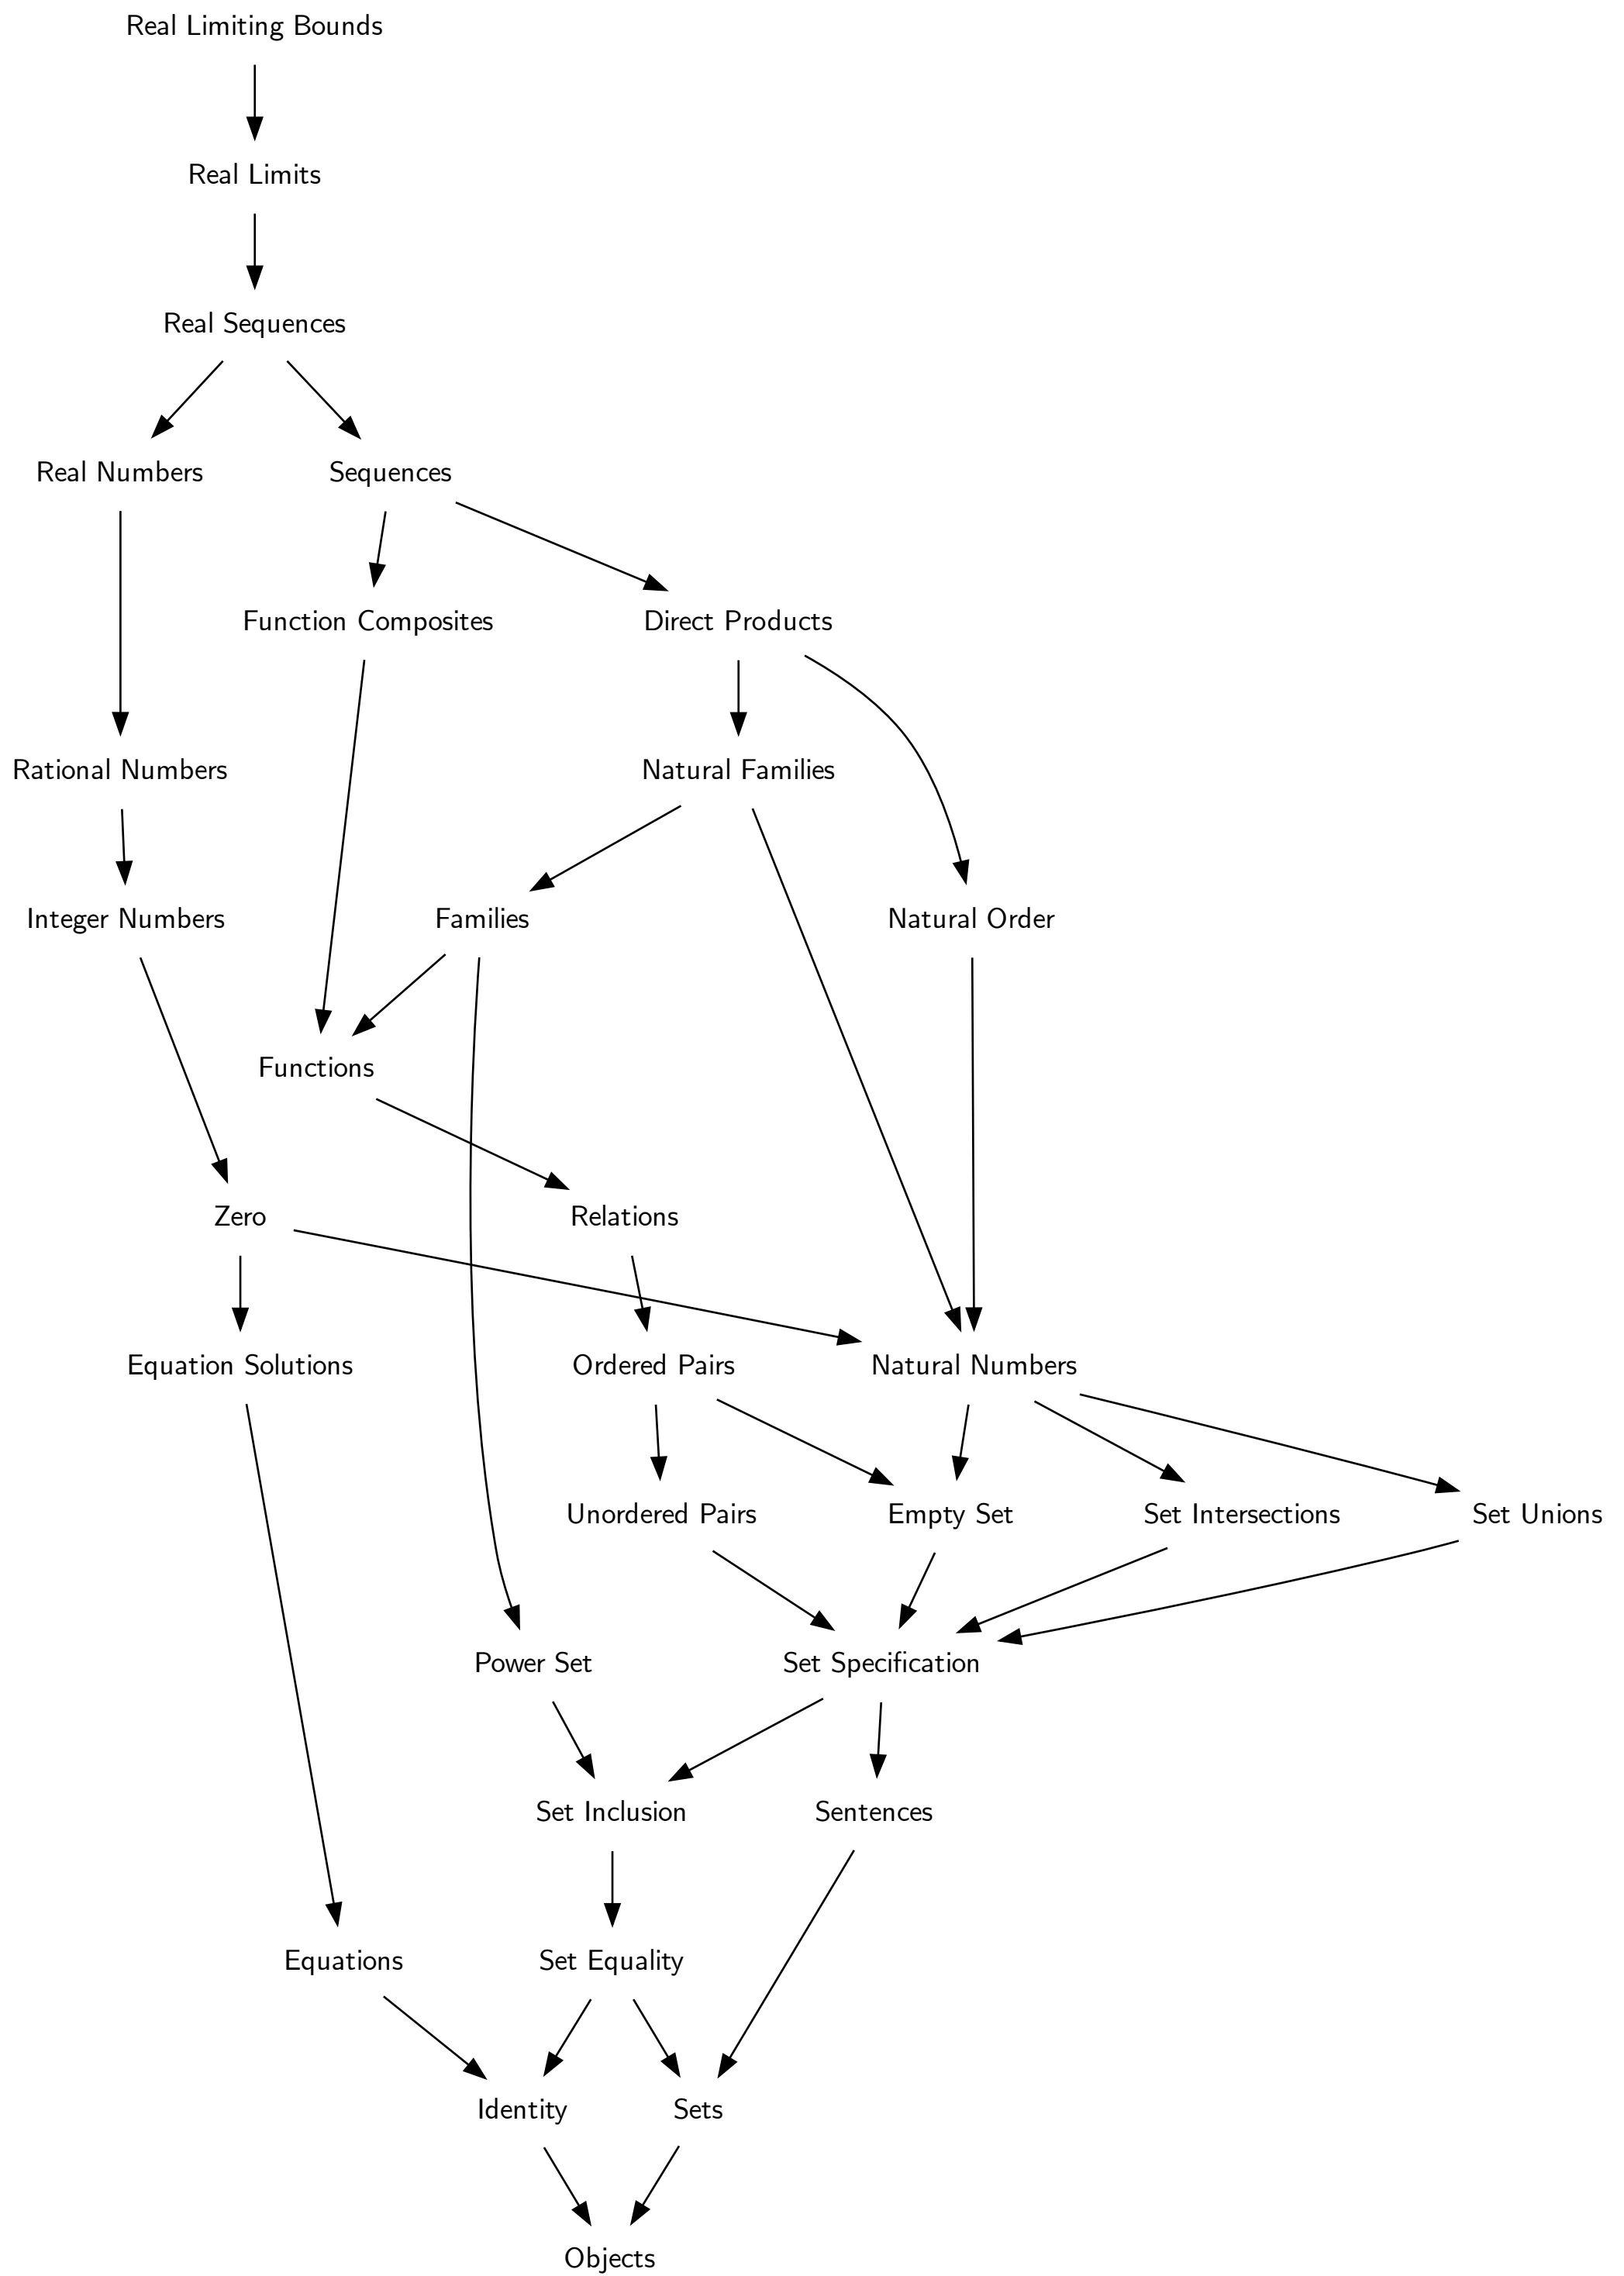 Real Limiting Bounds
Real Limits
Real Sequences
Real Numbers
Sequences
Function Composites
Direct Products
Rational Numbers
Natural Families
Integer Numbers
Families
Natural Order
Functions
Zero
Relations
Equation Solutions
Ordered Pairs
Natural Numbers
Unordered Pairs
Empty Set
Set Intersections
Set Unions
Power Set
Set Specification
Set Inclusion
Sentences
Equations
Set Equality
Identity
Sets
Objects